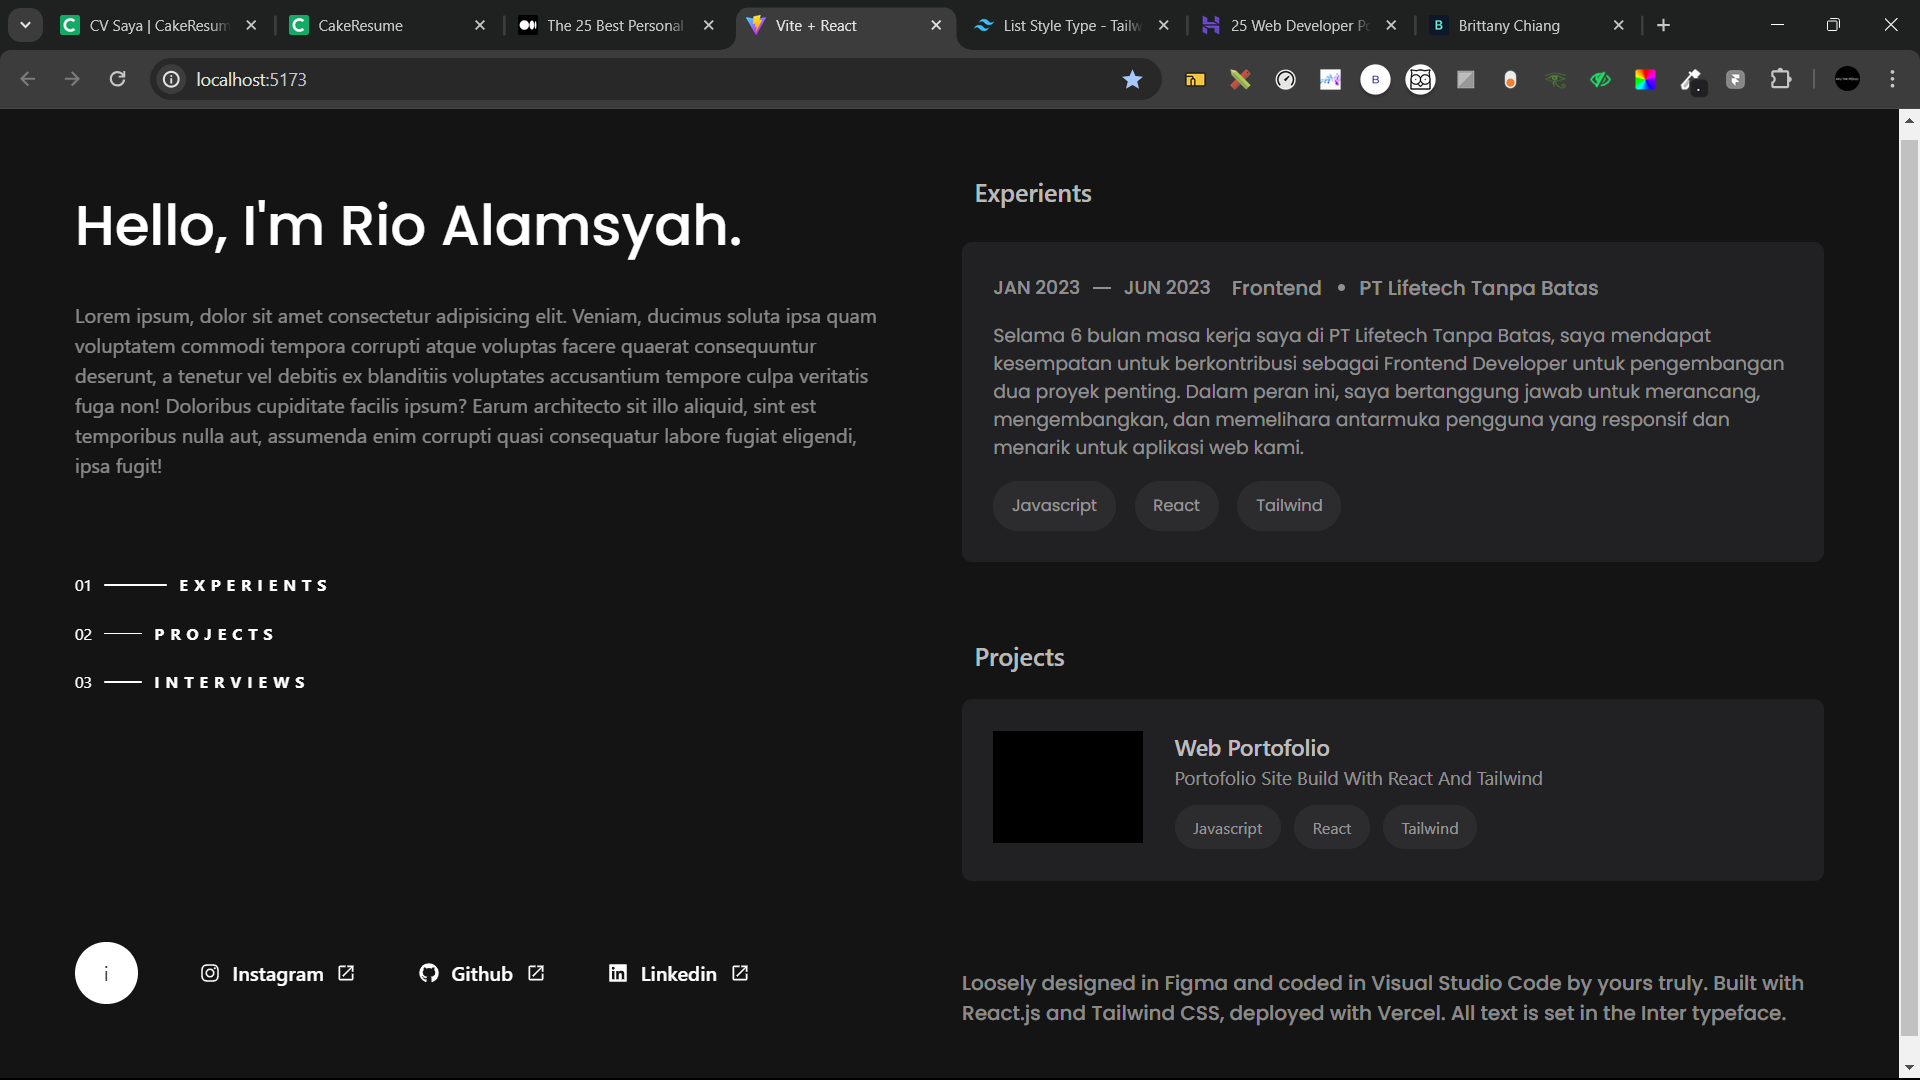 CV Saya | CakeResum
CakeResume
The 25 Best Personal
Vite + React
List Style Type - Tailw
25 Web Developer Po
Brittany Chiang
localhost:5173
Hello, I'm Rio Alamsyah.
Lorem ipsum, dolor sit amet consectetur adipisicing elit. Veniam, ducimus soluta ipsa quam
voluptatem commodi tempora corrupti atque voluptas facere quaerat consequuntur
deserunt, a tenetur vel debitis ex blanditiis voluptates accusantium tempore culpa veritatis
fuga non! Doloribus cupiditate facilis ipsum? Earum architecto sit illo aliquid, sint est
temporibus nulla aut, assumenda enim corrupti quasi consequatur labore fugiat eligendi,
ipsa fugit!
01 EXPERIENTS
02 PROJECTS
03 INTERVIEWS
i
Instagram
Github
Linkedin
Experients
JAN 2023 — JUN 2023 Frontend • PT Lifetech Tanpa Batas
Selama 6 bulan masa kerja saya di PT Lifetech Tanpa Batas, saya mendapat
kesempatan untuk berkontribusi sebagai Frontend Developer untuk pengembangan
dua proyek penting. Dalam peran ini, saya bertanggung jawab untuk merancang,
mengembangkan, dan memelihara antarmuka pengguna yang responsif dan
menarik untuk aplikasi web kami.
Javascript React Tailwind
Projects
Web Portofolio
Portofolio Site Build With React And Tailwind
Javascript React Tailwind
Loosely designed in Figma and coded in Visual Studio Code by yours truly. Built with
React.js and Tailwind CSS, deployed with Vercel. All text is set in the Inter typeface.